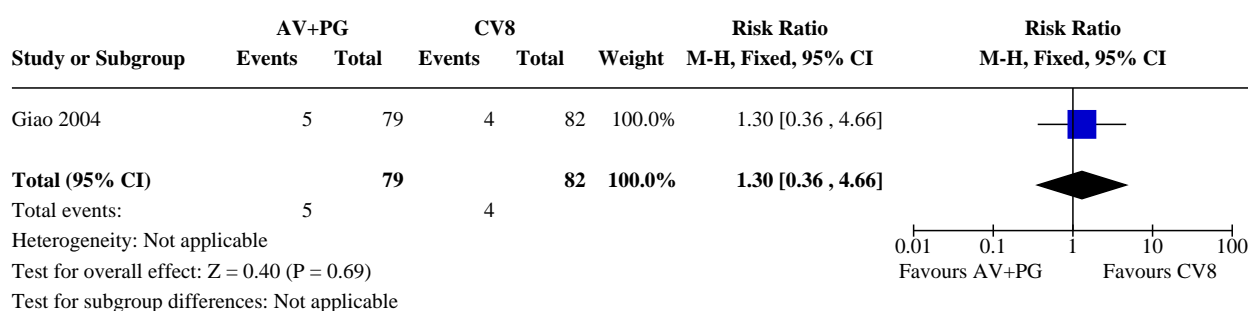 AV+PG CV8 Risk Ratio Risk Ratio
Study or Subgroup Events Total Events Total Weight M-H, Fixed, 95% CI M-H, Fixed, 95% CI
Giao 2004 5 79 4 82 100.0% 1.30 [0.36 , 4.66]
Total (95% CI) 79 82 100.0% 1.30 [0.36 , 4.66]
Total events: 5 4
Heterogeneity: Not applicable
0.01 0.1 1 10 100
Test for overall effect: Z = 0.40 (P = 0.69) Favours AV+PG Favours CV8
Test for subgroup differences: Not applicable